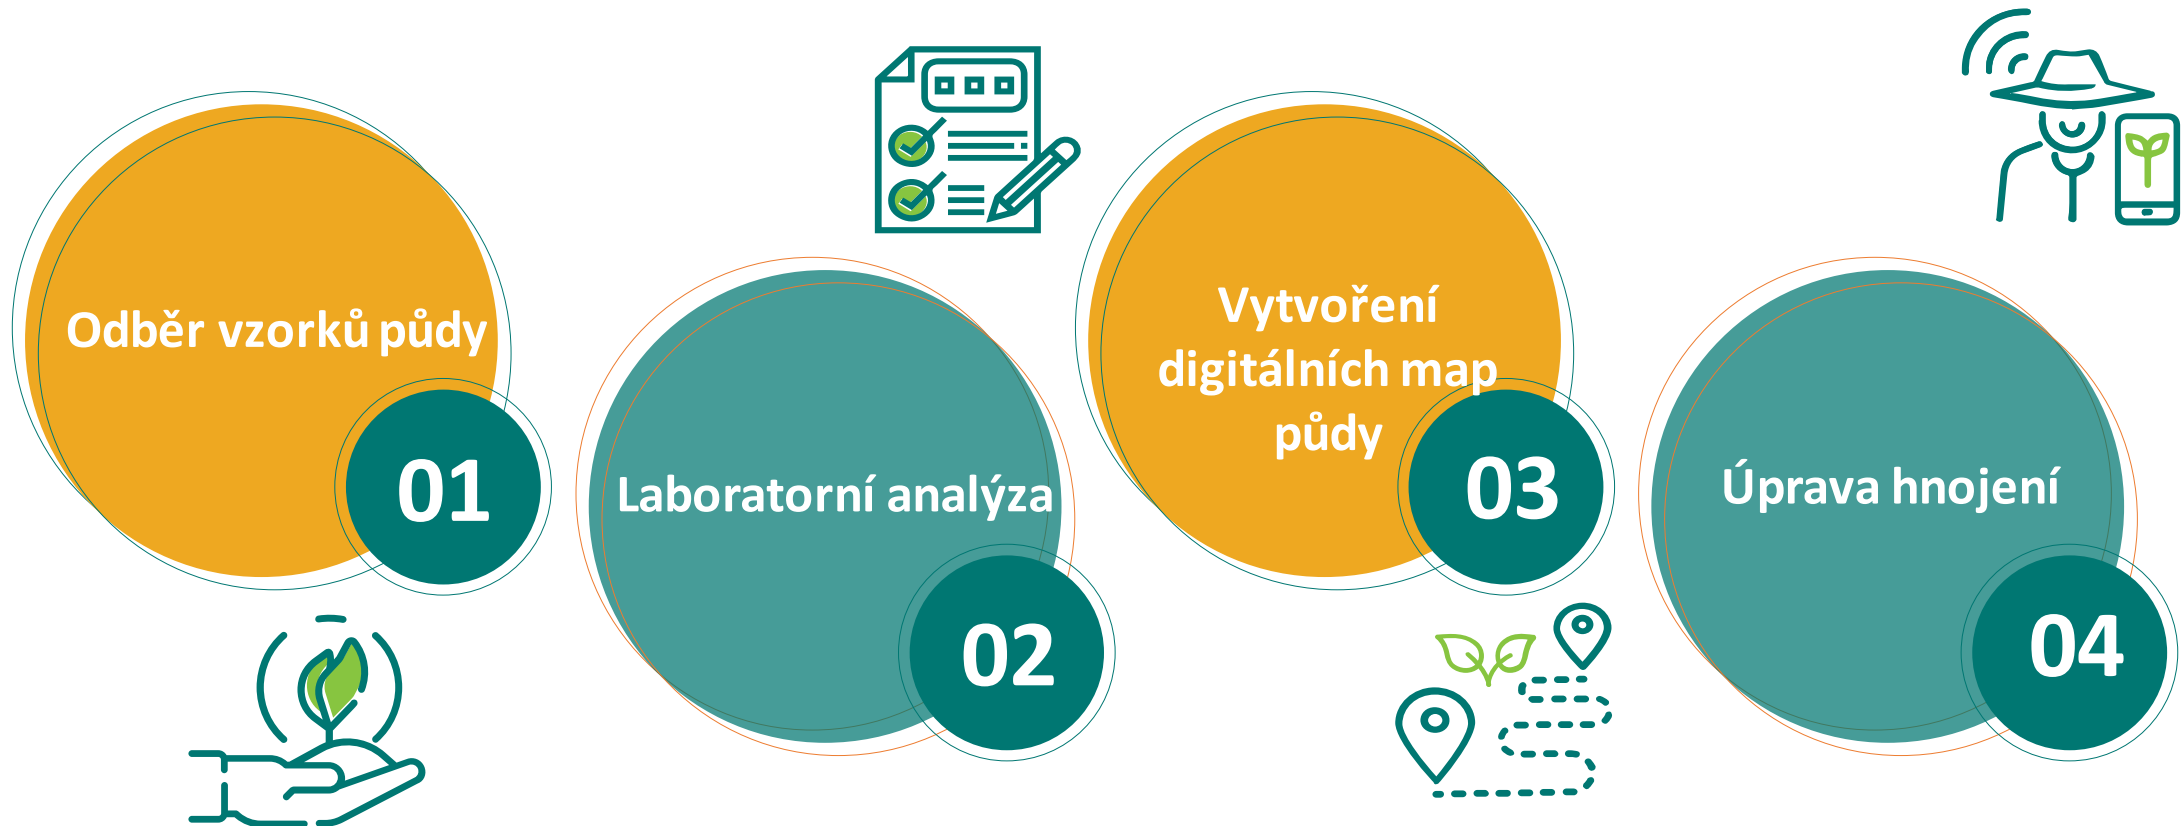 Odběr vzorků půdy
01
Laboratorní analýza
02
Vytvoření
digitálních map
půdy
03
Úprava hnojení
04